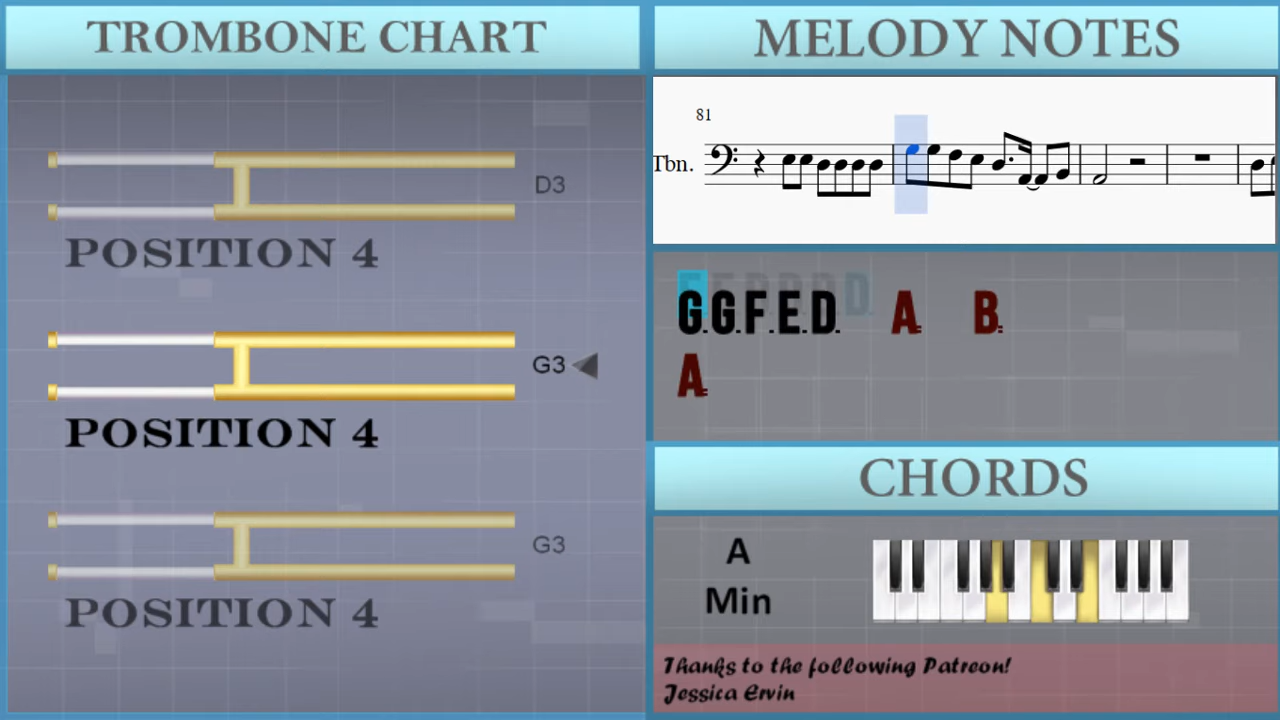 TROMBONE CHART
D3
POSITION 4
G3
POSITION 4
G3
POSITION 4
MELODY NOTES
81
Tbn.
G.G.F.E.D. A. B.
A.
CHORDS
A
Min
Thanks to the following Patreon!
Jessica Ervin